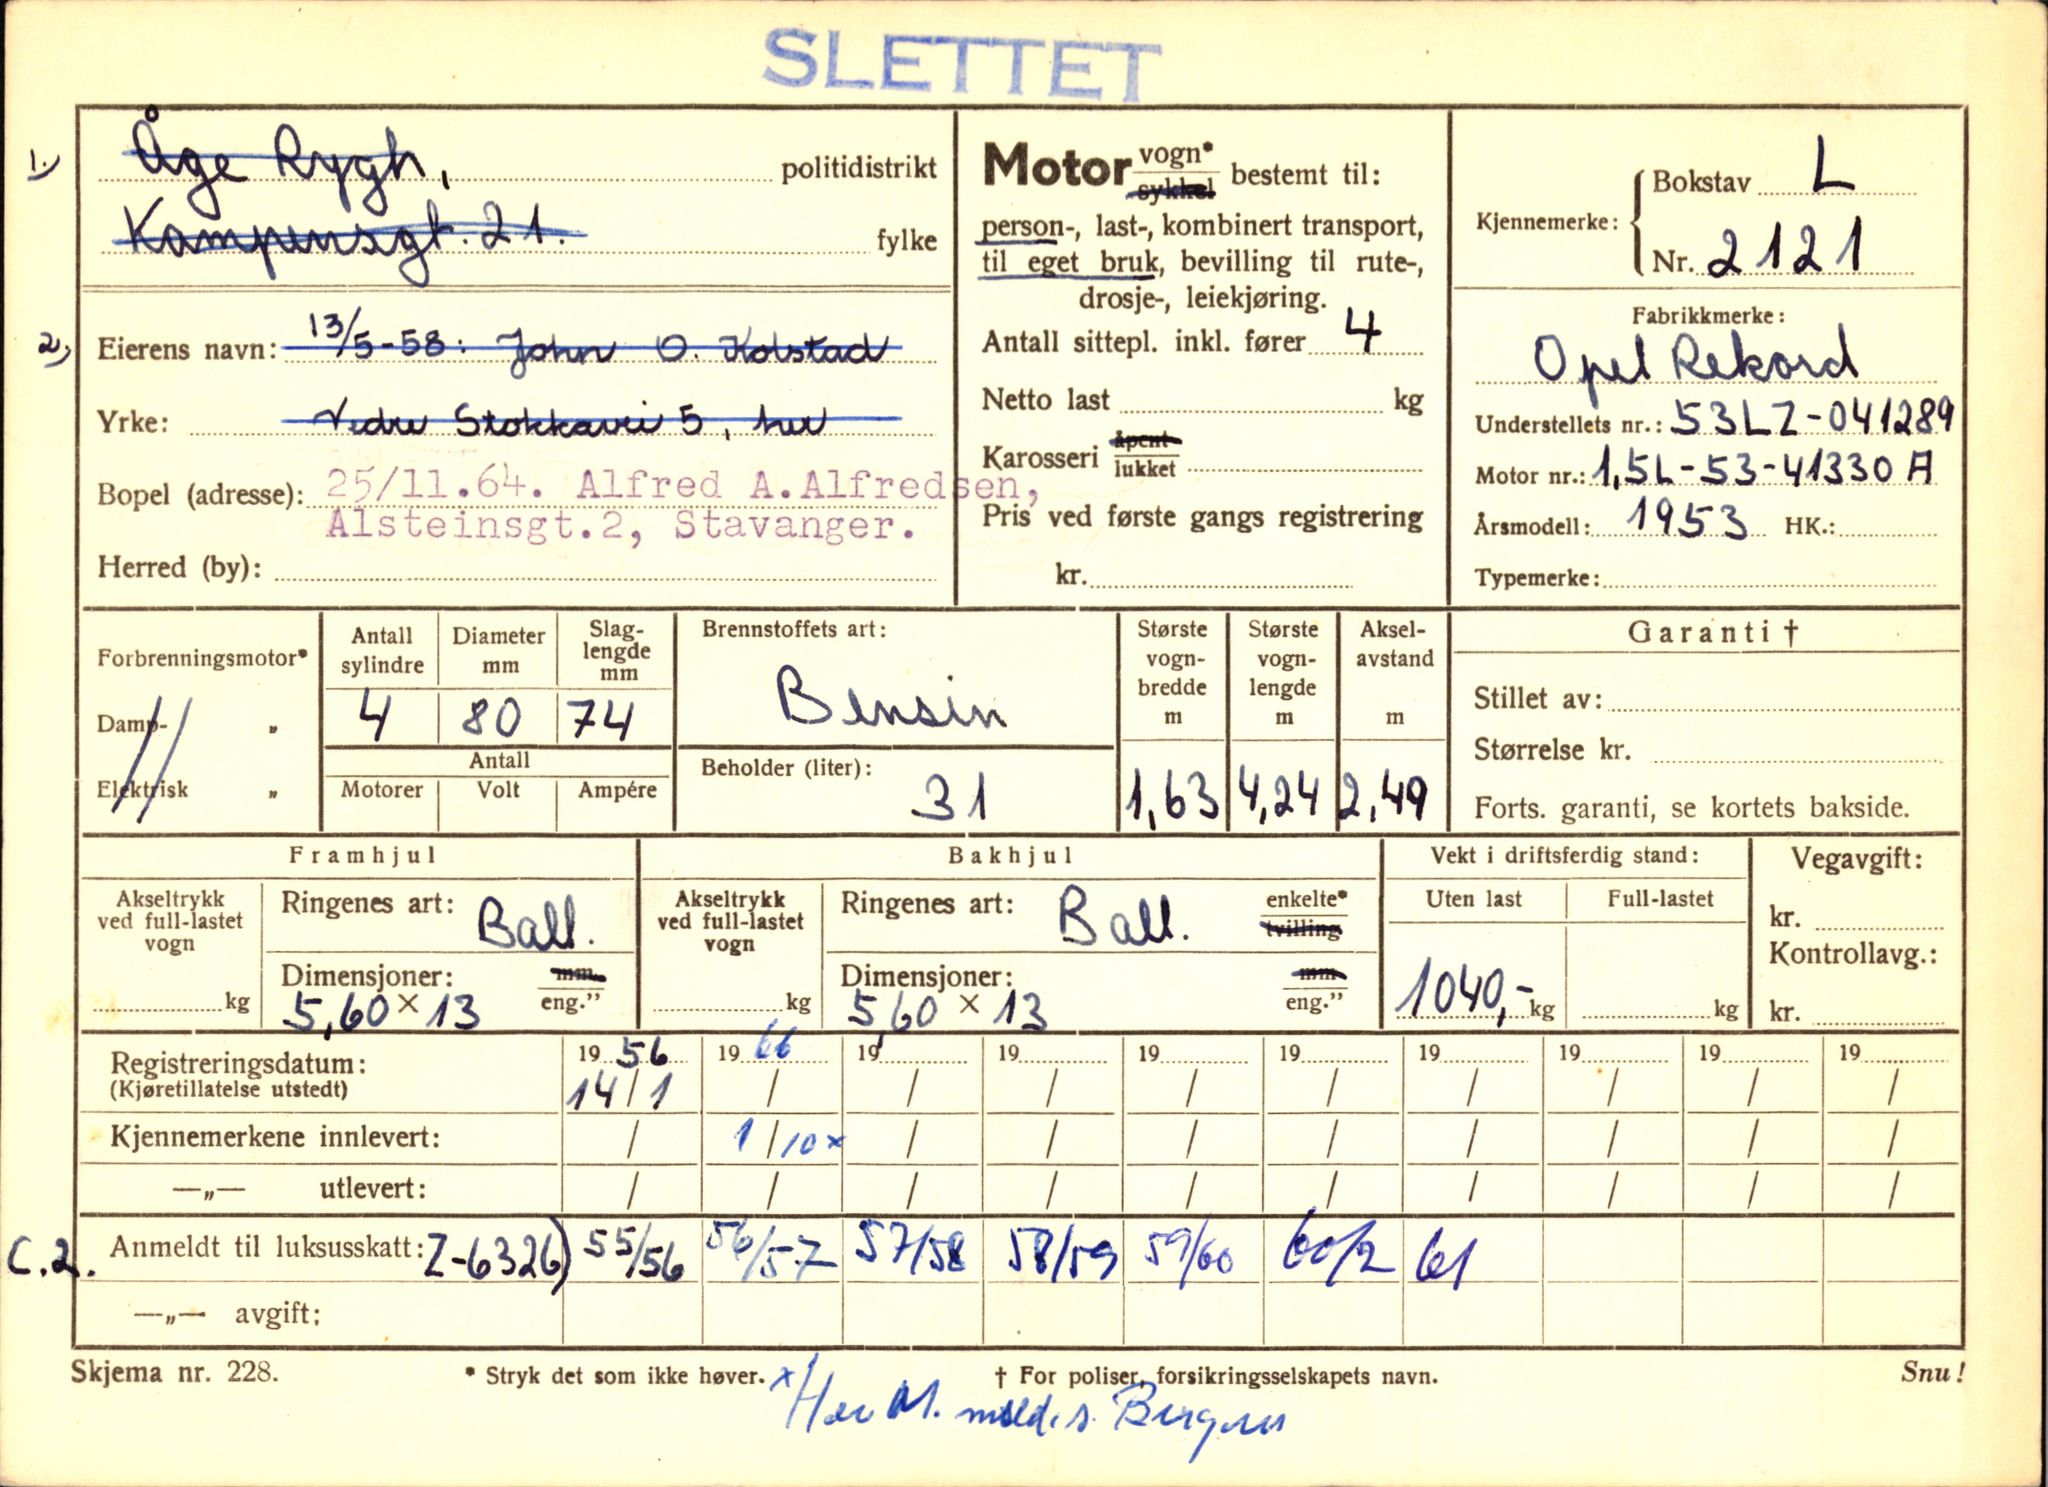 SLETTET
1.) Åge Rygh, politidistrikt
Kampensgt. 21. fylke
2) Eierens navn: 13/5-58: John O. Kolstad
Yrke: Vedre Stokkavei 5, her
Bopel (adresse): 25/11.64. Alfred A. Alfredsen,
Alsteinsgt.2, Stavanger.
Herred (by):
Motor vogn* sykkel bestemt til:
person-, last-, kombinert transport,
til eget bruk, bevilling til rute-,
drosje-, leiekjøring.
Antall sittepl. inkl. fører 4
Netto last kg
Karosseri åpent lukket
Pris ved første gangs registrering
kr.
Kjennemerke: Bokstav L
Nr. 2121
Fabrikkmerke:
Opel Rekord
Understellets nr.: 53LZ-041289
Motor nr.: 1,5L-53-41330 A
Årsmodell: 1953 HK.:
Typemerke:
Forbrenningsmotor*
Damp- „
Elektrisk „
Antall sylindre
4
Diameter mm
80
Slag-
lengde
mm
74
Antall
Motorer Volt Ampére
Brennstoffets art:
Bensin
Beholder (liter):
31
Største
vogn-
bredde
m
1,63
Største
vogn-
lengde
m
4,24
Aksel-
avstand
m
2,49
Garanti †
Stillet av:
Størrelse kr.
Forts. garanti, se kortets bakside.
Framhjul
Akseltrykk
ved full-lastet
vogn
kg
Ringenes art: Ball.
Dimensjoner: mm
5,60 × 13 eng.”
Bakhjul
Akseltrykk
ved full-lastet
vogn
kg
Ringenes art: Ball. enkelte* tvilling
Dimensjoner: mm
5,60 × 13 eng.”
Vekt i driftsferdig stand:
Uten last Full-lastet
1040,- kg kg
Vegavgift:
kr.
Kontrollavg.:
kr.
Registreringsdatum: 19 56 19 66 19 19 19 19 19 19 19 19
(Kjøretillatelse utstedt) 14/1 / / / / / / / / /
Kjennemerkene innlevert: / 1/10 x / / / / / / / /
—„— utlevert: / / / / / / / / / /
C.2. Anmeldt til luksusskatt: Z-6326) 55/56 56/57 57/58 58/59 59/60 60/2 61
—„— avgift:
Skjema nr. 228. * Stryk det som ikke høver. † For poliser, forsikringsselskapets navn. Snu!
x/ M.